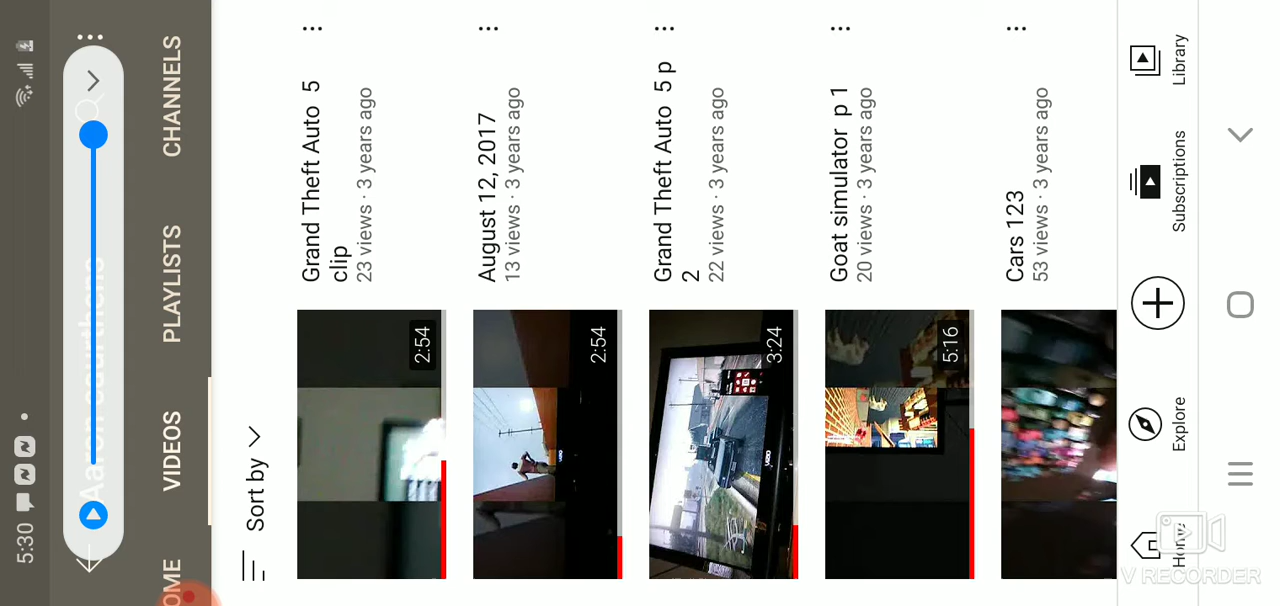 5:30
HOME
VIDEOS
PLAYLISTS
CHANNELS
Sort by
2:54
Grand Theft Auto 5
clip
23 views · 3 years ago
2:54
August 12, 2017
13 views · 3 years ago
3:24
Grand Theft Auto 5 p
2
22 views · 3 years ago
5:16
Goat simulator p 1
20 views · 3 years ago
Cars 123
53 views · 3 years ago
Home
Explore
Subscriptions
Library
V RECORDER